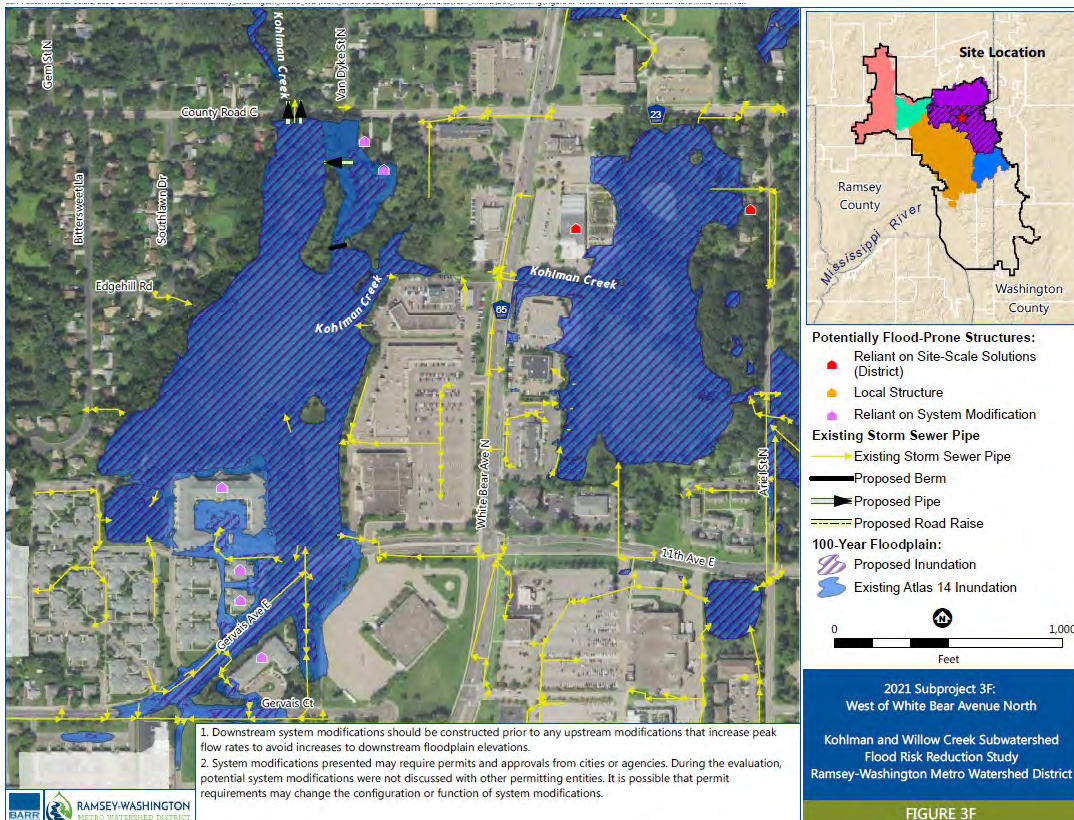 Gem St N
Kohlman Creek
Van Dyke St N
County Road C
23
Bittersweet La
Southlawn Dr
Edgehill Rd
Kohlman Creek
Kohlman Creek
65
White Bear Ave N
Ariel St N
11th Ave E
Gervais Ave E
Gervais Ct
Site Location
Ramsey
County
Mississippi River
Washington
County
Potentially Flood-Prone Structures:
Reliant on Site-Scale Solutions
(District)
Local Structure
Reliant on System Modification
Existing Storm Sewer Pipe
Existing Storm Sewer Pipe
Proposed Berm
Proposed Pipe
Proposed Road Raise
100-Year Floodplain:
Proposed Inundation
Existing Atlas 14 Inundation
N
0 1,000
Feet
1. Downstream system modifications should be constructed prior to any upstream modifications that increase peak
flow rates to avoid increases to downstream floodplain elevations.
2. System modifications presented may require permits and approvals from cities or agencies. During the evaluation,
potential system modifications were not discussed with other permitting entities. It is possible that permit
requirements may change the configuration or function of system modifications.
2021 Subproject 3F:
West of White Bear Avenue North
Kohlman and Willow Creek Subwatershed
Flood Risk Reduction Study
Ramsey-Washington Metro Watershed District
FIGURE 3F
BARR
RAMSEY-WASHINGTON
METRO WATERSHED DISTRICT